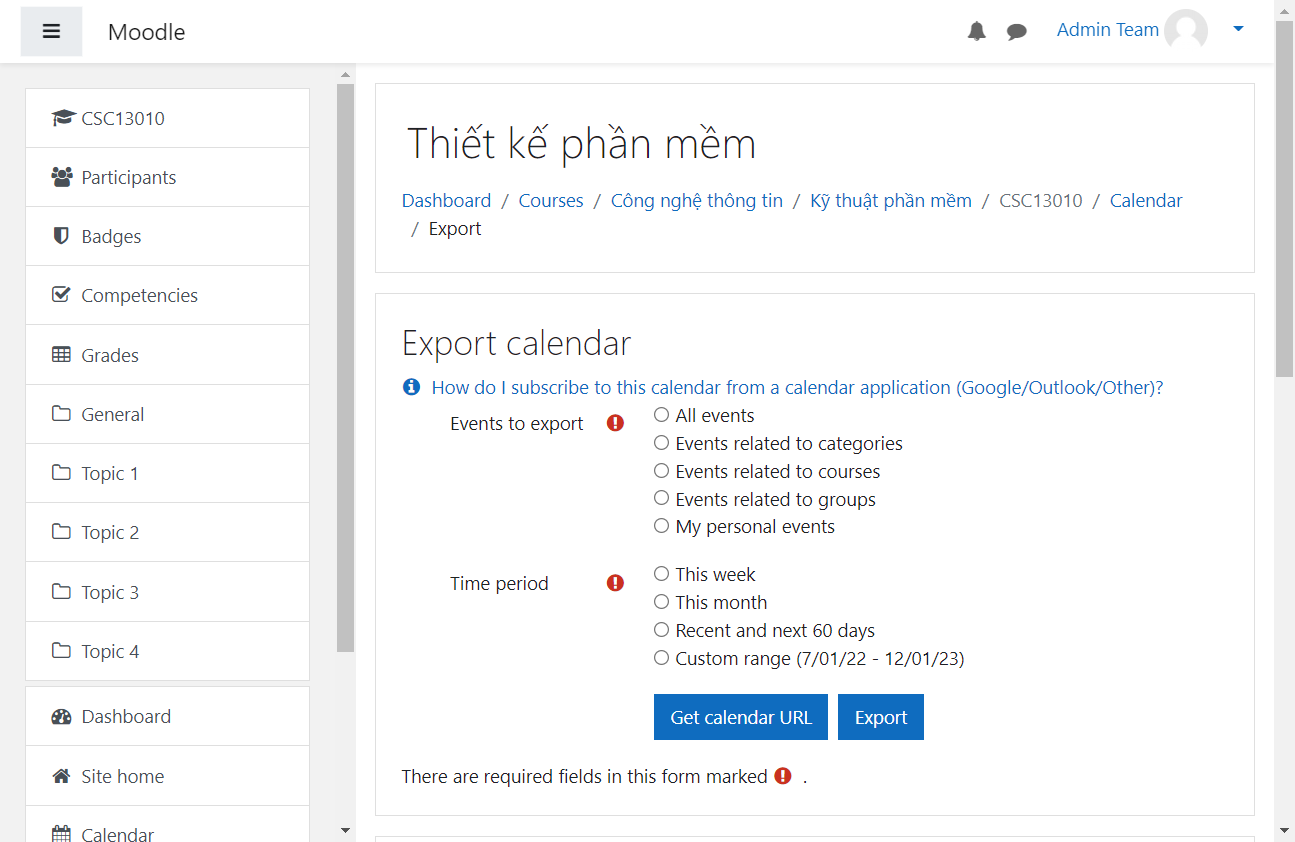 Moodle
Admin Team
CSC13010
Participants
Badges
Competencies
Grades
General
Topic 1
Topic 2
Topic 3
Topic 4
Dashboard
Site home
Calendar
Thiết kế phần mềm
Dashboard / Courses / Công nghệ thông tin / Kỹ thuật phần mềm / CSC13010 / Calendar
/ Export
Export calendar
How do I subscribe to this calendar from a calendar application (Google/Outlook/Other)?
Events to export
All events
Events related to categories
Events related to courses
Events related to groups
My personal events
Time period
This week
This month
Recent and next 60 days
Custom range (7/01/22 - 12/01/23)
Get calendar URL
Export
There are required fields in this form marked .